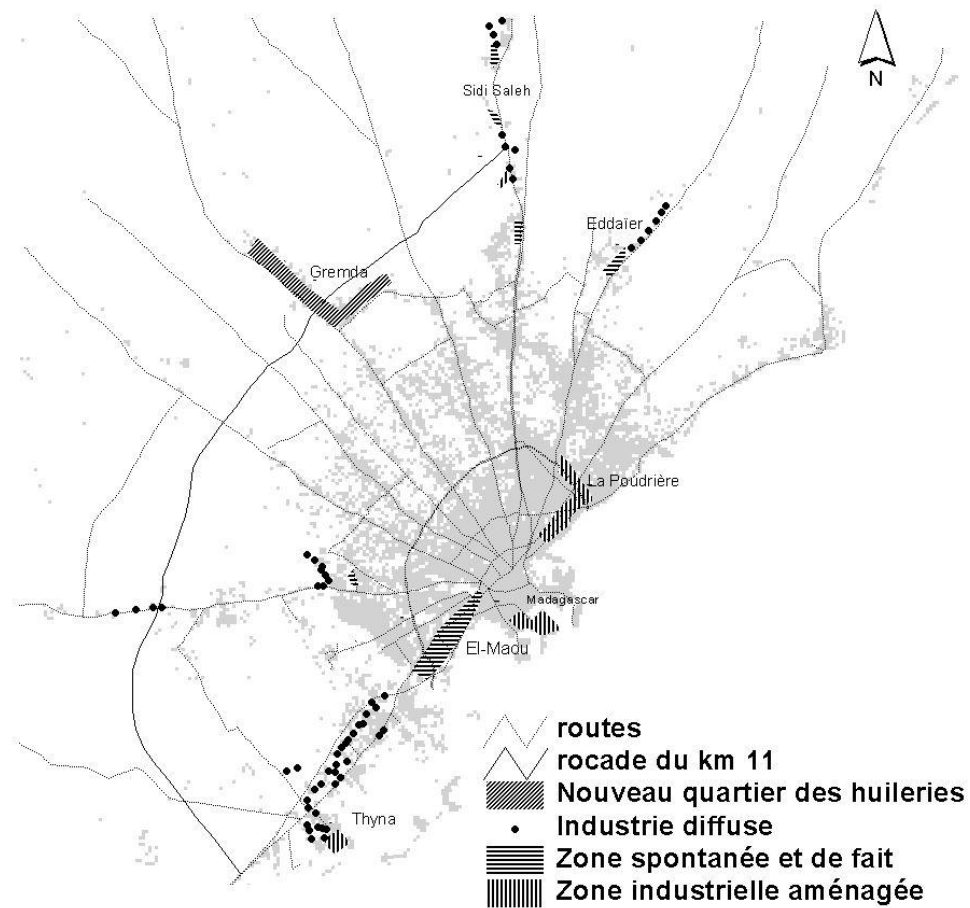 N
Sidi Saleh
Eddaïer
Gremda
La Poudrière
Madagascar
El-Maou
Thyna
routes
rocade du km 11
Nouveau quartier des huileries
Industrie diffuse
Zone spontanée et de fait
Zone industrielle aménagée